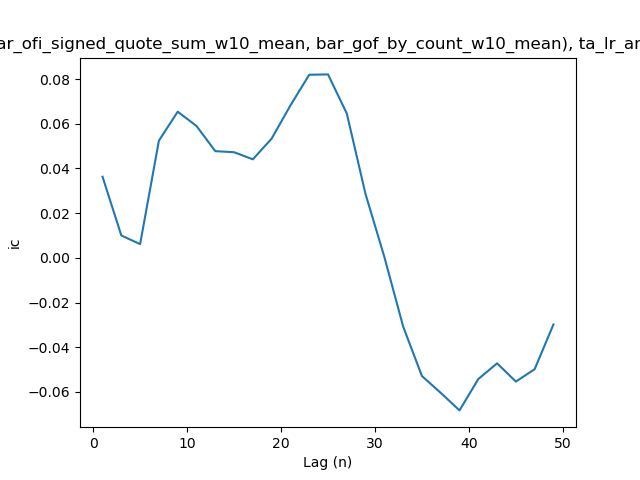 ar_ofi_signed_quote_sum_w10_mean, bar_gof_by_count_w10_mean), ta_lr_ar
0.08
0.06
0.04
0.02
0.00
−0.02
−0.04
−0.06
ic
0 10 20 30 40 50
Lag (n)